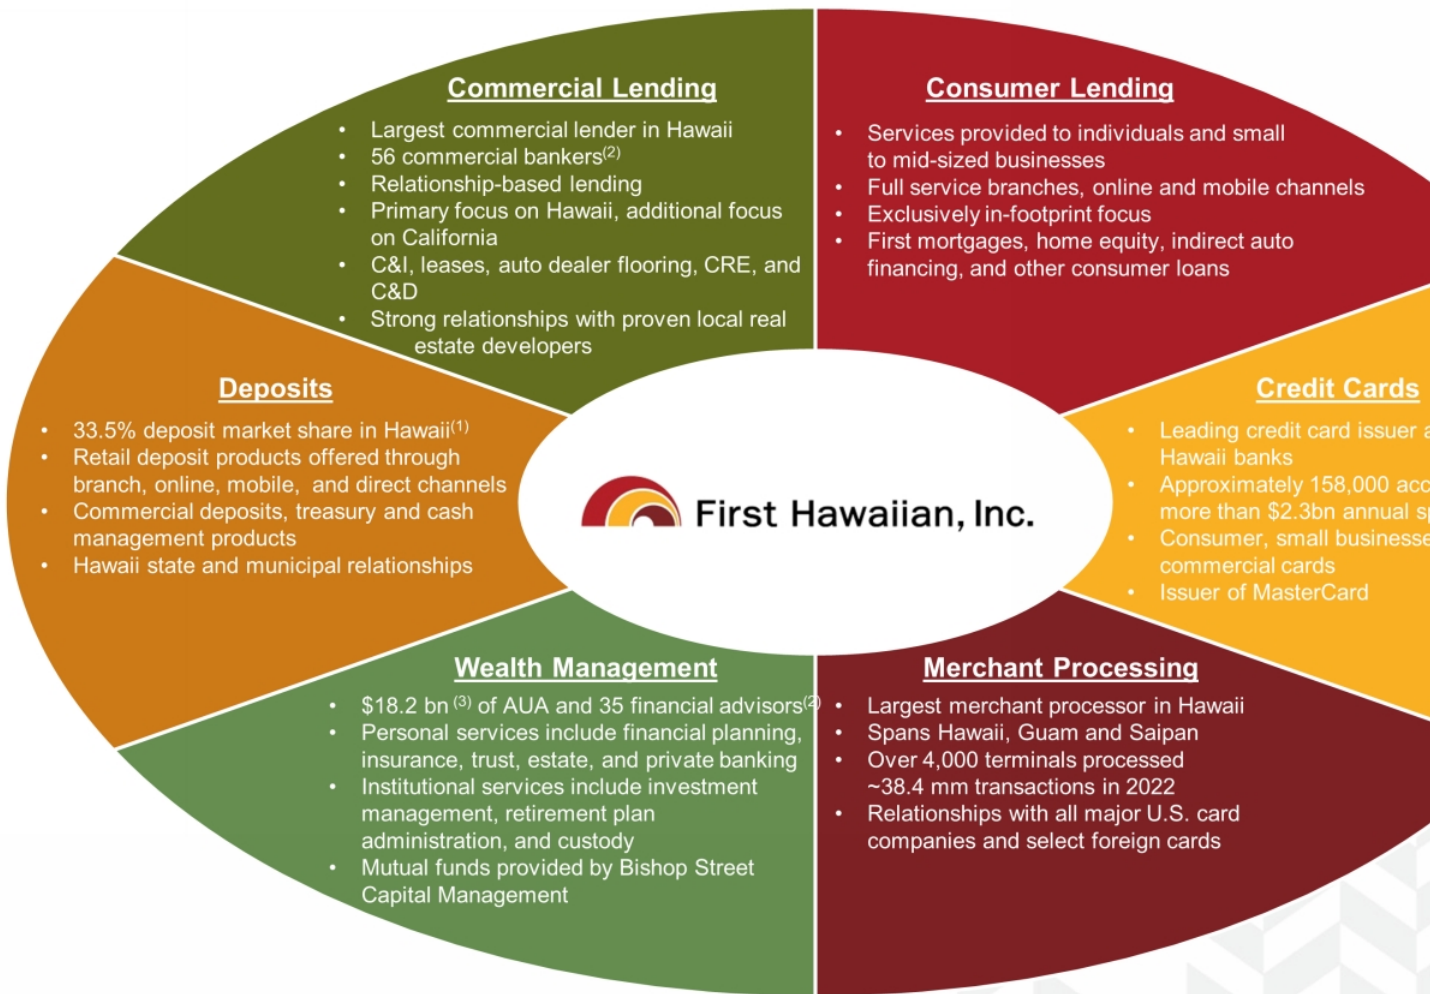 Commercial Lending
• Largest commercial lender in Hawaii
• 56 commercial bankers(2)
• Relationship-based lending
• Primary focus on Hawaii, additional focus
on California
• C&I, leases, auto dealer flooring, CRE, and
C&D
• Strong relationships with proven local real
estate developers
Consumer Lending
• Services provided to individuals and small
to mid-sized businesses
• Full service branches, online and mobile channels
• Exclusively in-footprint focus
• First mortgages, home equity, indirect auto
financing, and other consumer loans
Deposits
• 33.5% deposit market share in Hawaii(1)
• Retail deposit products offered through
branch, online, mobile, and direct channels
• Commercial deposits, treasury and cash
management products
• Hawaii state and municipal relationships
First Hawaiian, Inc.
Credit Cards
• Leading credit card issuer
Hawaii banks
• Approximately 158,000
more than $2.3bn annual
• Consumer, small
commercial cards
• Issuer of MasterCard
Wealth Management
• $18.2 bn (3) of AUA and 35 financial advisors(2)
• Personal services include financial planning,
insurance, trust, estate, and private banking
• Institutional services include investment
management, retirement plan
administration, and custody
• Mutual funds provided by Bishop Street
Capital Management
Merchant Processing
• Largest merchant processor in Hawaii
• Spans Hawaii, Guam and Saipan
• Over 4,000 terminals processed
~38.4 mm transactions in 2022
• Relationships with all major U.S. card
companies and select foreign cards